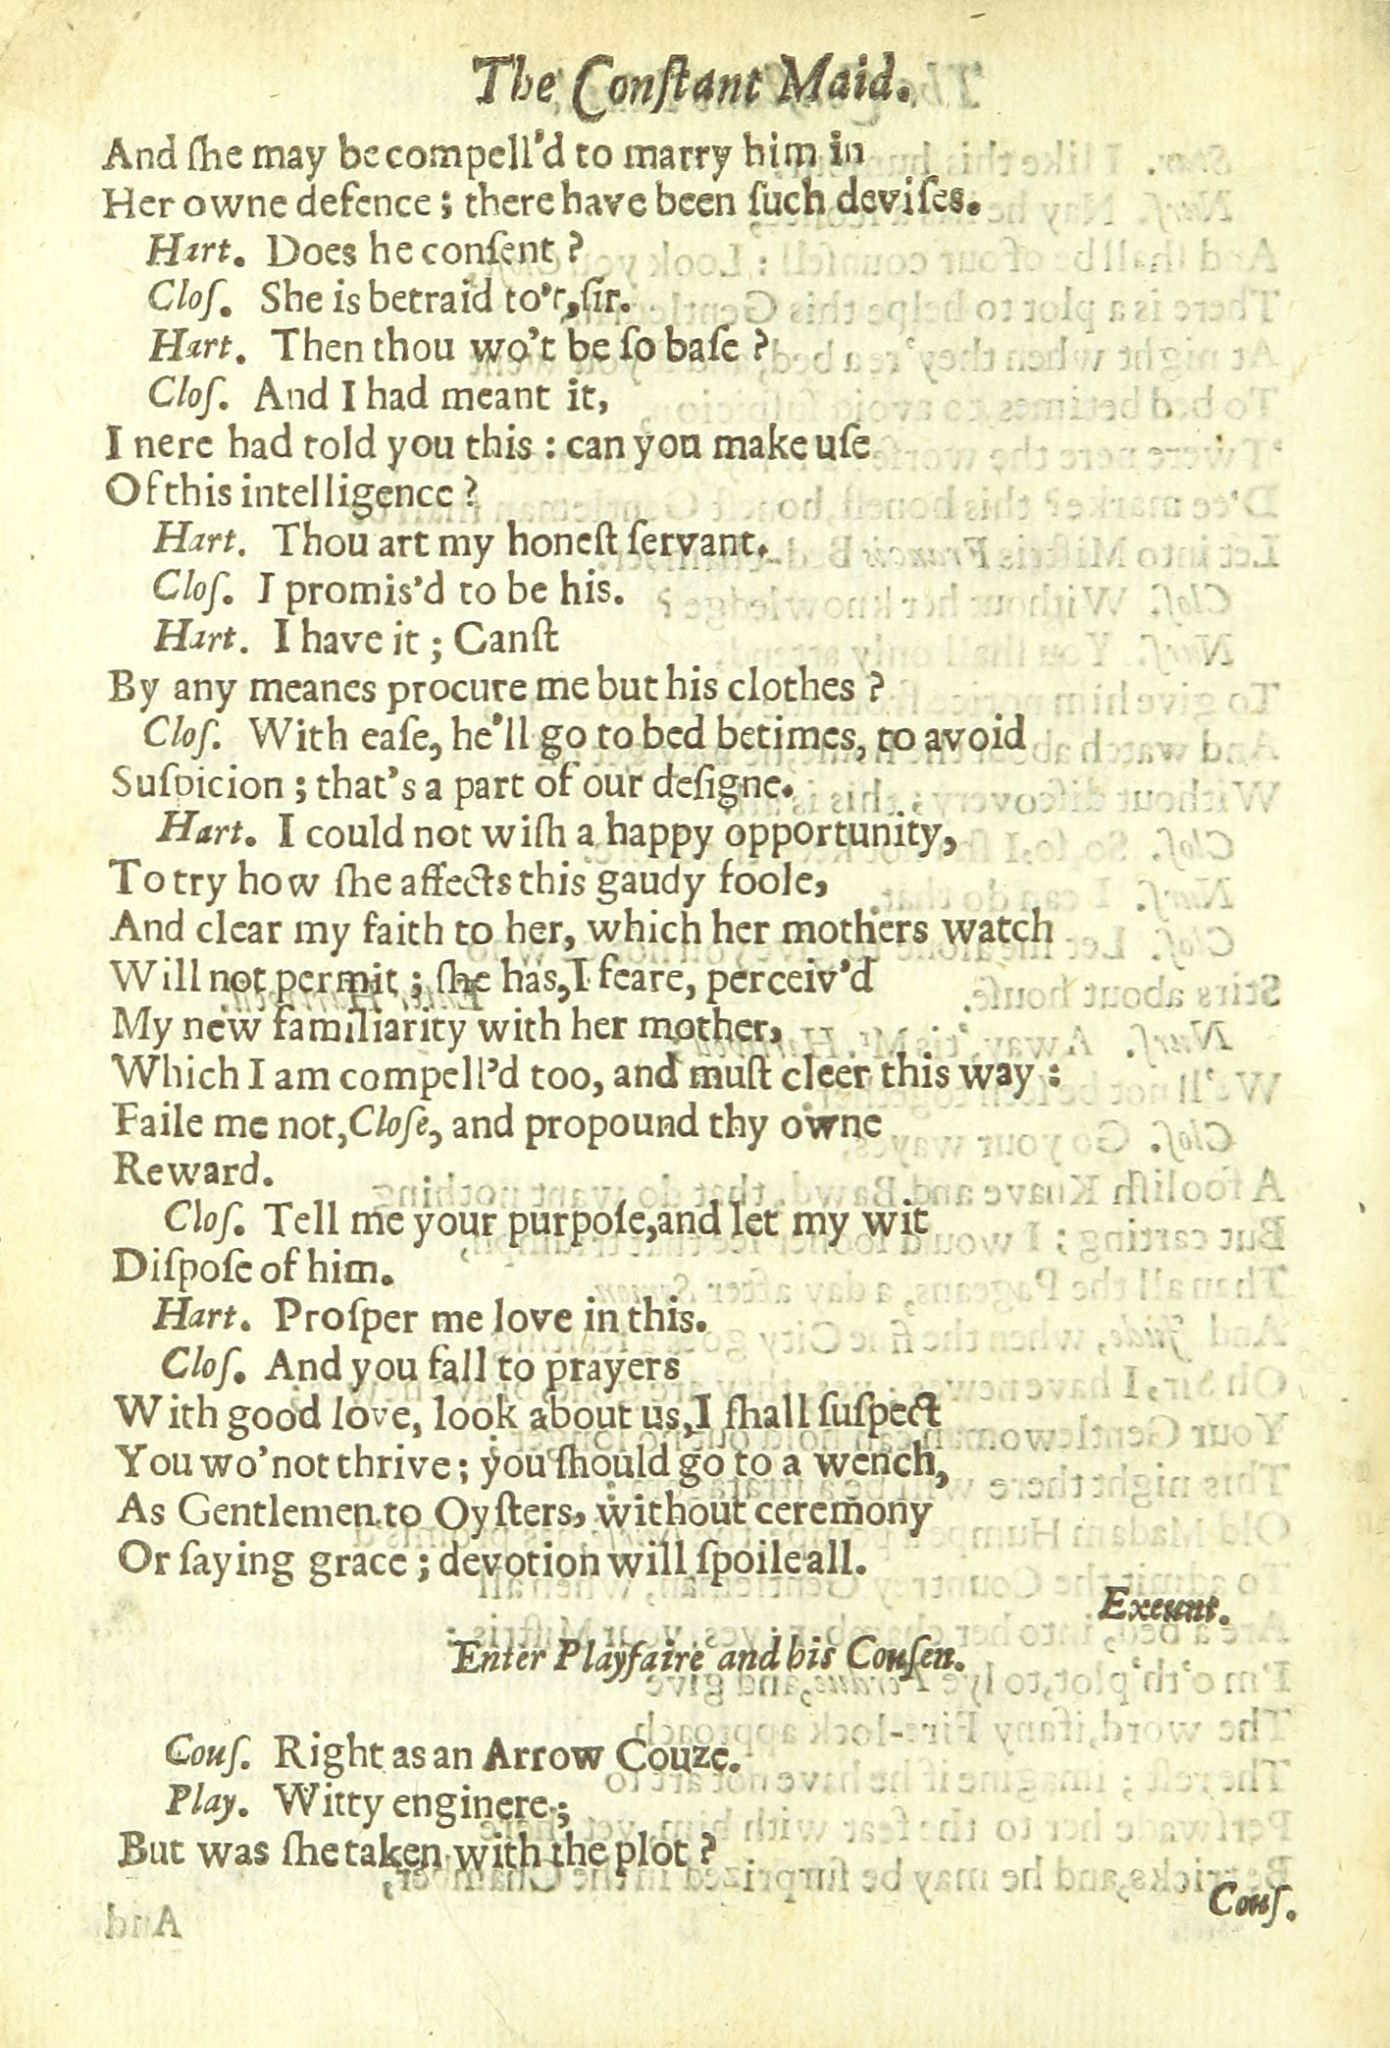 The Conſtant Maid.
And ſhe may be compell'd to marry him in
Her owne defence; there have been ſuch deviſes.
Hart. Does he conſent?
Cloſ. She is betraid to't, ſir.
Hart. Then thou wo't be ſo baſe?
Cloſ. And I had meant it,
I nere had told you this: can you make uſe
Of this intelligence?
Hart. Thou art my honeſt ſervant.
Cloſ. I promis'd to be his.
Hart. I have it; Canſt
By any meanes procure me but his clothes?
Cloſ. With eaſe, he'll go to bed betimes, to avoid
Suſpicion; that's a part of our deſigne.
Hart. I could not wiſh a happy opportunity,
To try how ſhe affects this gaudy foole,
And clear my faith to her, which her mothers watch
Will not permit; ſhe has, I feare, perceiv'd
My new familiarity with her mother,
Which I am compell'd too, and muſt cleer this way:
Faile me not, Cloſe, and propound thy owne
Reward.
Cloſ. Tell me your purpoſe, and let my wit
Diſpoſe of him.
Hart. Proſper me love in this.
Cloſ. And you fall to prayers
With good love, look about us, I ſhall ſuſpect
You wo'not thrive; you ſhould go to a wench,
As Gentlemen to Oyſters, without ceremony
Or ſaying grace; devotion will ſpoile all.
Exeunt.
Enter Playfaire and his Couſen.
Couſ. Right as an Arrow Couze.
Play. Witty enginere;
But was ſhe taken with the plot?
Couſ.